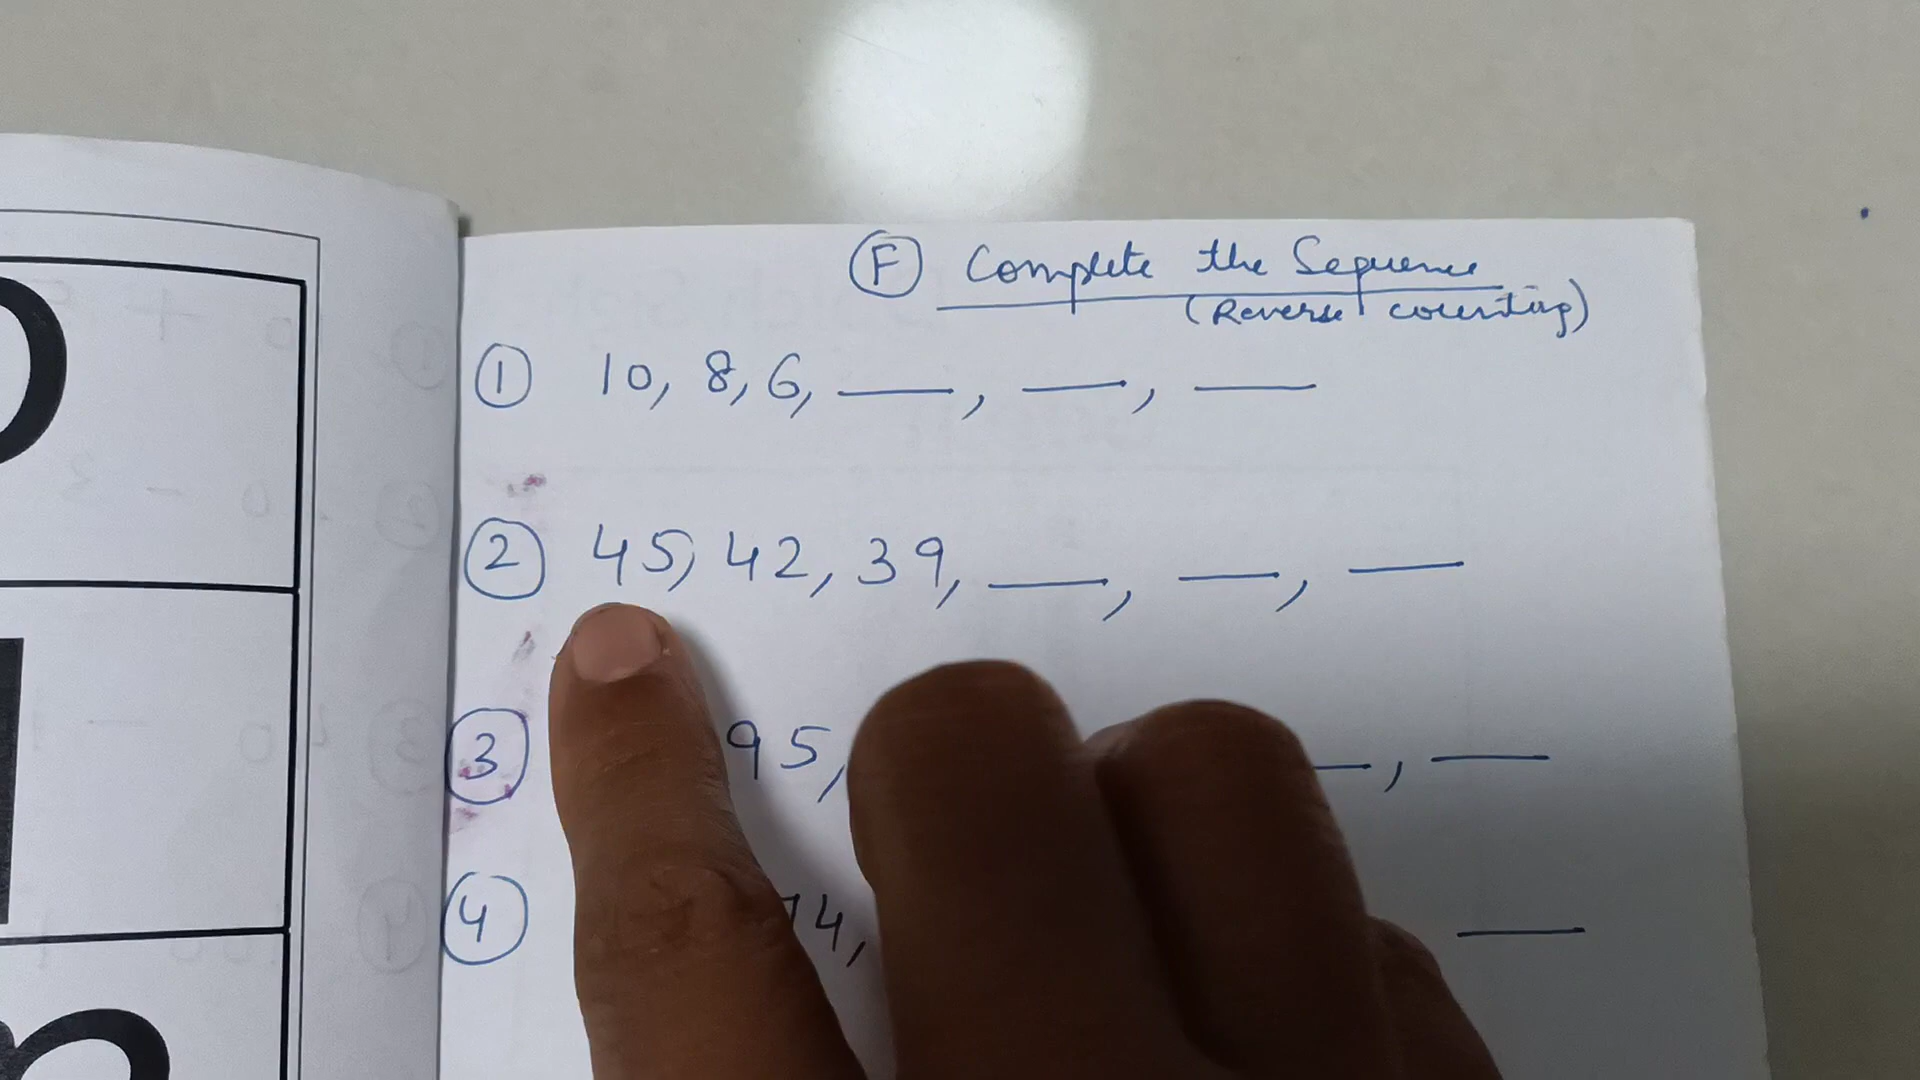 F Complete the Sequence
(Reverse counting)
1 10, 8, 6, ___, ___, ___
2 45, 42, 39, ___, ___, ___
3 95, ___, ___
4 74, ___